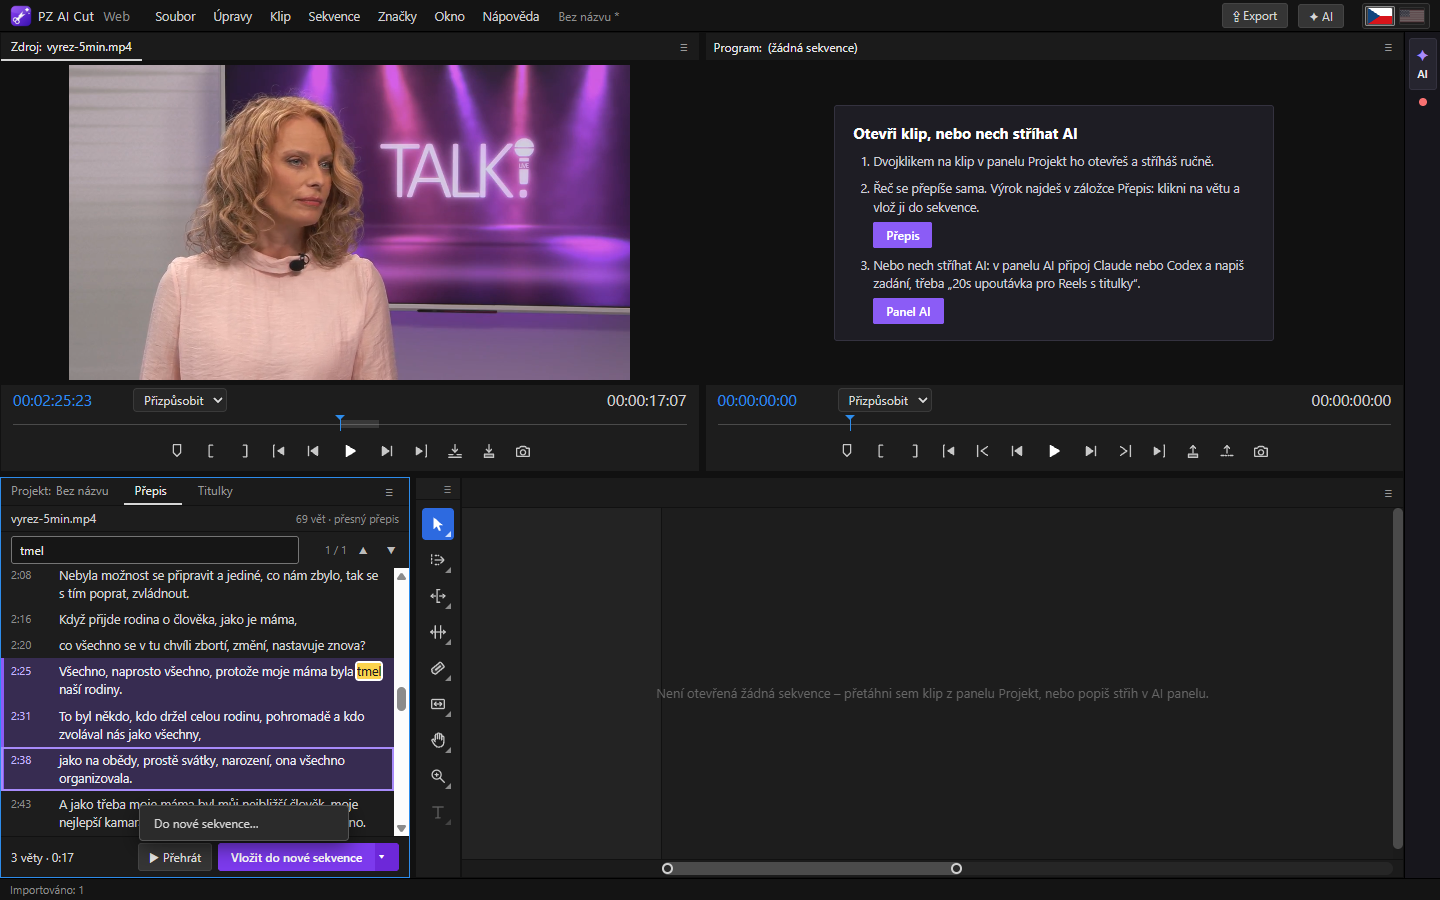 PZ AI Cut Web Soubor Úpravy Klip Sekvence Značky Okno Nápověda Bez názvu * Export AI
Zdroj: vyrez-5min.mp4
Program: (žádná sekvence)
AI
TALK!
LIVE
Otevři klip, nebo nech stříhat AI
1. Dvojklikem na klip v panelu Projekt ho otevřeš a stříháš ručně.
2. Řeč se přepíše sama. Výrok najdeš v záložce Přepis: klikni na větu a
vlož ji do sekvence.
Přepis
3. Nebo nech stříhat AI: v panelu AI připoj Claude nebo Codex a napiš
zadání, třeba „20s upoutávka pro Reels s titulky“.
Panel AI
00:02:25:23 Přizpůsobit 00:00:17:07
00:00:00:00 Přizpůsobit 00:00:00:00
Projekt: Bez názvu Přepis Titulky
vyrez-5min.mp4 69 vět · přesný přepis
tmel 1 / 1
2:08 Nebyla možnost se připravit a jediné, co nám zbylo, tak se
s tím poprat, zvládnout.
2:16 Když přijde rodina o člověka, jako je máma,
2:20 co všechno se v tu chvíli zbortí, změní, nastavuje znova?
2:25 Všechno, naprosto všechno, protože moje máma byla tmel
naší rodiny.
2:31 To byl někdo, kdo držel celou rodinu, pohromadě a kdo
zvolával nás jako všechny,
2:38 jako na obědy, prostě svátky, narození, ona všechno
organizovala.
2:43 A jako třeba moje máma byl můj nejbližší člověk, moje
nejlepší kamar
no.
Do nové sekvence...
3 věty · 0:17 Přehrát Vložit do nové sekvence
Není otevřená žádná sekvence – přetáhni sem klip z panelu Projekt, nebo popiš střih v AI panelu.
Importováno: 1